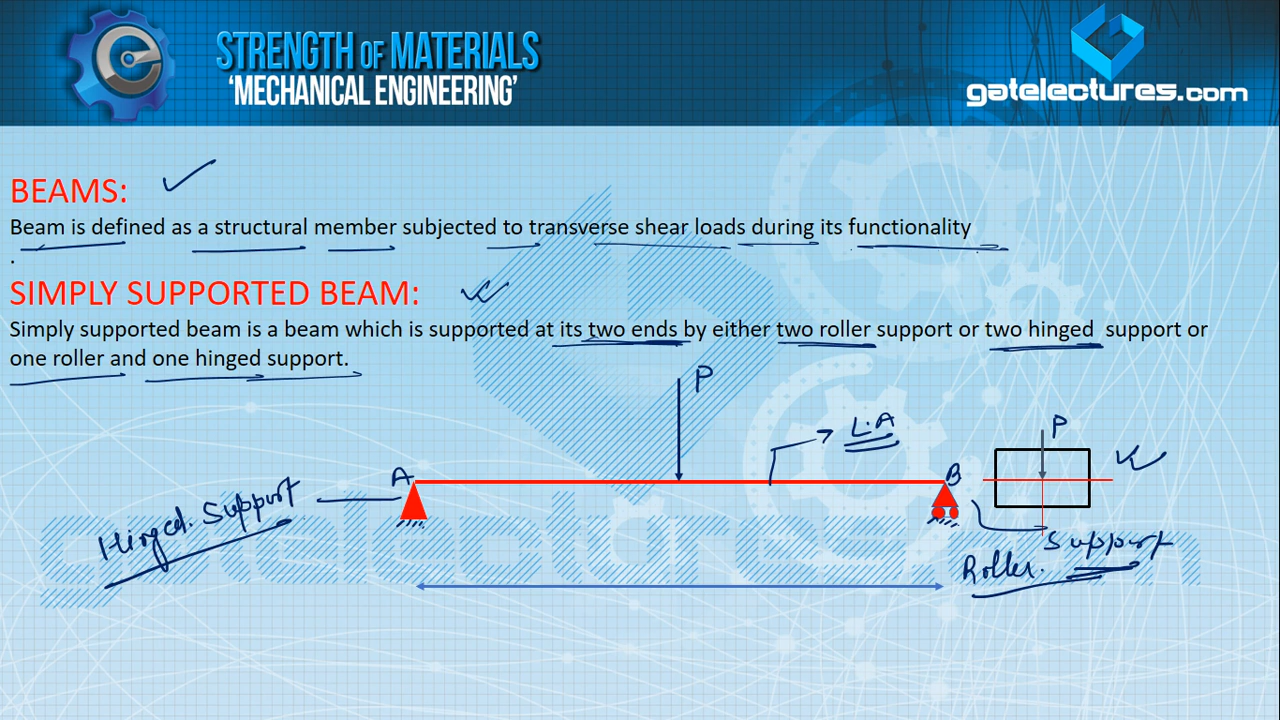 STRENGTH OF MATERIALS
'MECHANICAL ENGINEERING'
gatelectures.com
BEAMS:
Beam is defined as a structural member subjected to transverse shear loads during its functionality
.
SIMPLY SUPPORTED BEAM:
Simply supported beam is a beam which is supported at its two ends by either two roller support or two hinged support or
one roller and one hinged support.
P
L.A
P
A
B
Hinged. Support
Roller. Support
gatelectures.com